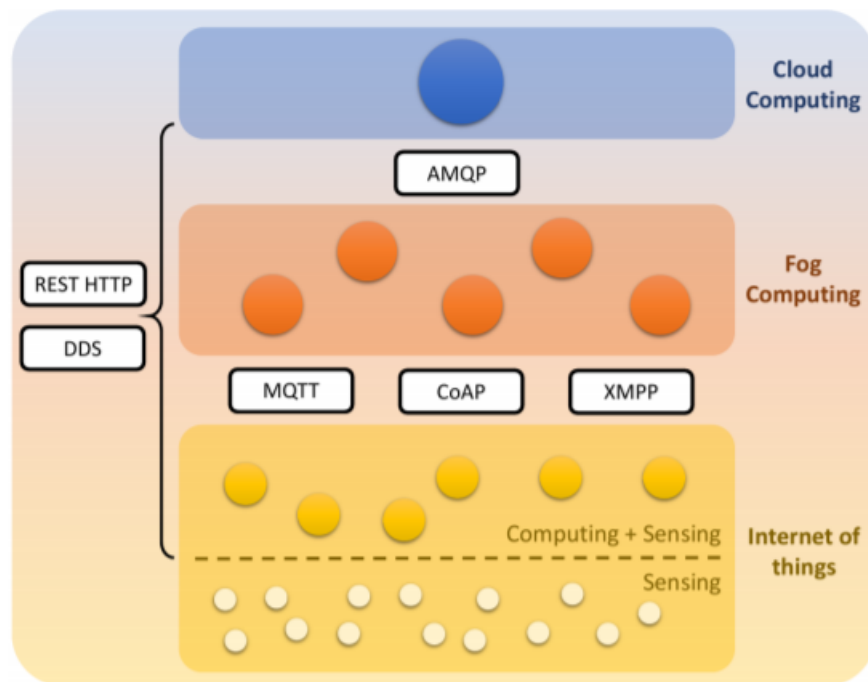 Cloud
Computing
AMQP
REST HTTP
DDS
Fog
Computing
MQTT
CoAP
XMPP
Computing + Sensing
Sensing
Internet of
things